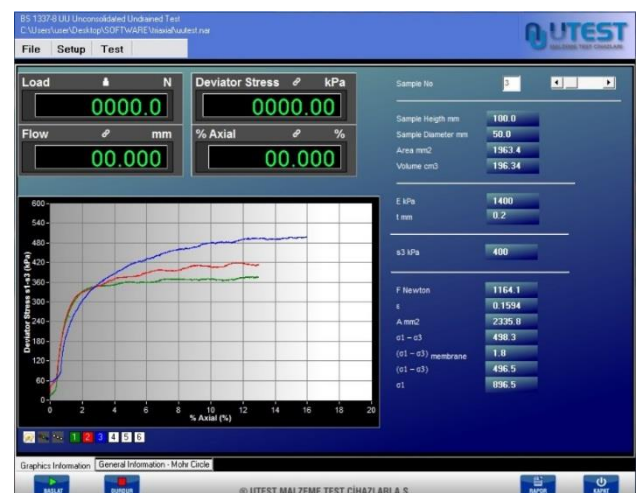 BS 1337-8 UU Unconsolidated Undrained Test
C:\Users\user\Desktop\SOFTWARE\triaxial\uutest.nar
UTEST
File Setup Test
Load N
0000.0
Deviator Stress kPa
0000.00
Flow mm
00.000
% Axial %
00.000
Sample No 3
Sample Heigth mm 100.0
Sample Diameter mm 50.0
Area mm2 1963.4
Volume cm3 196.34
E kPa 1400
t mm 0.2
s3 kPa 400
F Newton 1164.1
ε 0.1594
A mm2 2335.8
σ1 – σ3 498.3
(σ1 – σ3) membrane 1.8
(σ1 – σ3) 496.5
σ1 896.5
Deviator Stress s1-s3 (kPa)
600
540
480
420
360
300
240
180
120
60
0
0 2 4 6 8 10 12 14 16 18 20
% Axial (%)
1 2 3 4 5 6
Graphics Information General Information - Mohr Circle
BAŞLAT DURDUR © UTEST MALZEME TEST CİHAZLARI A.Ş. RAPOR KAPAT